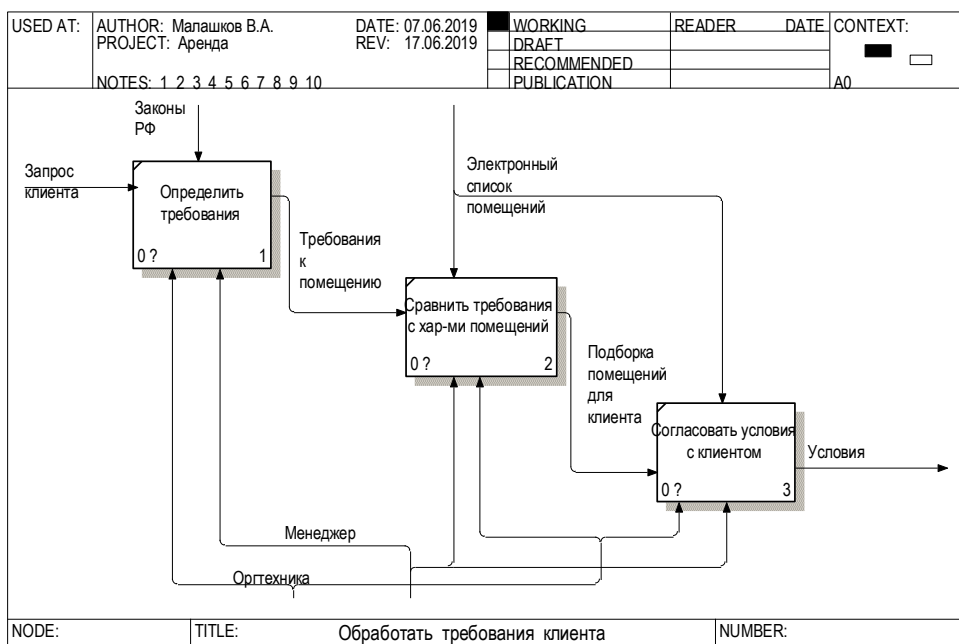 USED AT:
AUTHOR: Малашков В.А.
DATE: 07.06.2019
PROJECT: Аренда
REV: 17.06.2019
NOTES: 1 2 3 4 5 6 7 8 9 10
WORKING
DRAFT
RECOMMENDED
PUBLICATION
READER
DATE
CONTEXT:
A0
Законы
РФ
Запрос
клиента
Определить
требования
0 ?
1
Требования
к
помещению
Электронный
список
помещений
Сравнить требования
с хар-ми помещений
0 ?
2
Подборка
помещений
для
клиента
Согласовать условия
с клиентом
0 ?
3
Условия
Менеджер
Оргтехника
NODE:
TITLE:
Обработать требования клиента
NUMBER: